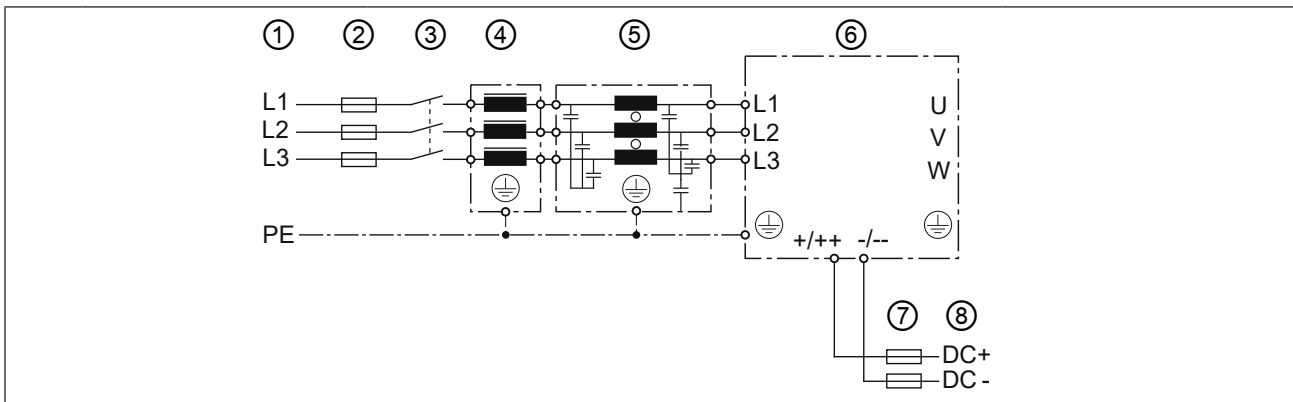 ① ② ③ ④ ⑤ ⑥
L1 L1 U
L2 L2 V
L3 L3 W
PE +/++ -/--
⑦ ⑧
DC+
DC -